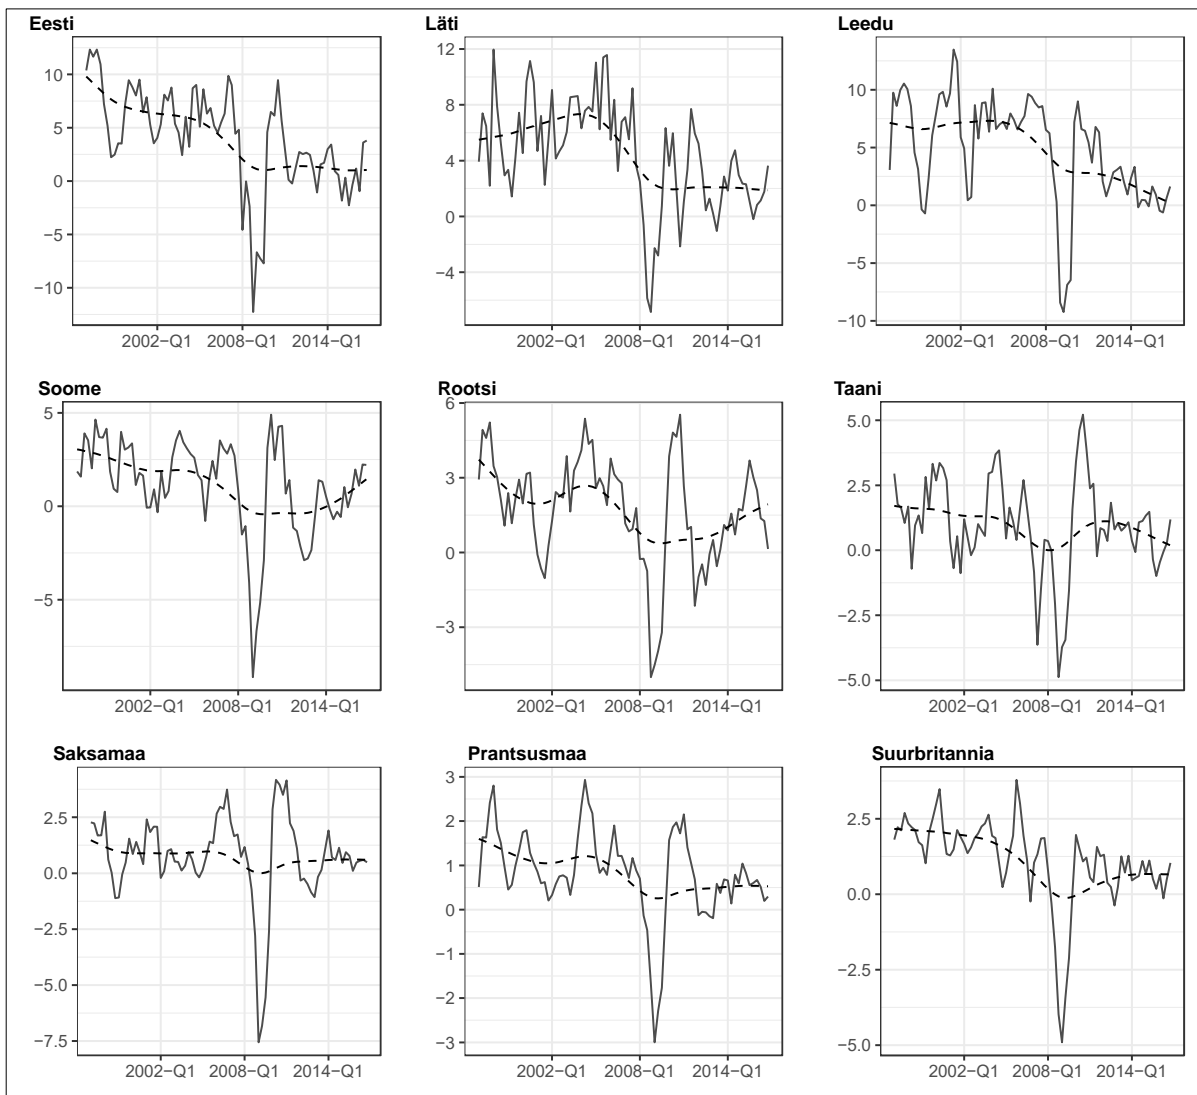 Eesti
10
5
0
−5
−10
2002−Q1 2008−Q1 2014−Q1
Läti
12
8
4
0
−4
2002−Q1 2008−Q1 2014−Q1
Leedu
10
5
0
−5
−10
2002−Q1 2008−Q1 2014−Q1
Soome
5
0
−5
2002−Q1 2008−Q1 2014−Q1
Rootsi
6
3
0
−3
2002−Q1 2008−Q1 2014−Q1
Taani
5.0
2.5
0.0
−2.5
−5.0
2002−Q1 2008−Q1 2014−Q1
Saksamaa
2.5
0.0
−2.5
−5.0
−7.5
2002−Q1 2008−Q1 2014−Q1
Prantsusmaa
3
2
1
0
−1
−2
−3
2002−Q1 2008−Q1 2014−Q1
Suurbritannia
2.5
0.0
−2.5
−5.0
2002−Q1 2008−Q1 2014−Q1